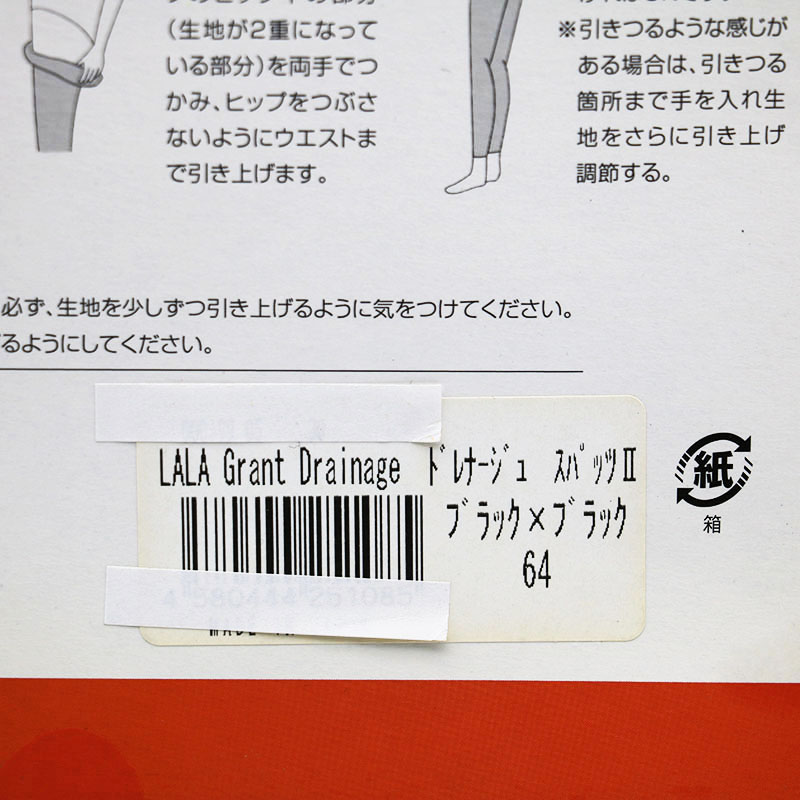 (生地が2重になって
いる部分)を両手でつ
かみ、ヒップをつぶさ
ないようにウエストま
で引き上げます。
※引きつるような感じが
ある場合は、引きつる
箇所まで手を入れ生
地をさらに引き上げ
調節する。
必ず、生地を少しずつ引き上げるように気をつけてください。
るようにしてください。
LALA Grant Drainage ドレナージュ スパッツⅡ
ブラック×ブラック
64
4 580444 251085
紙
箱